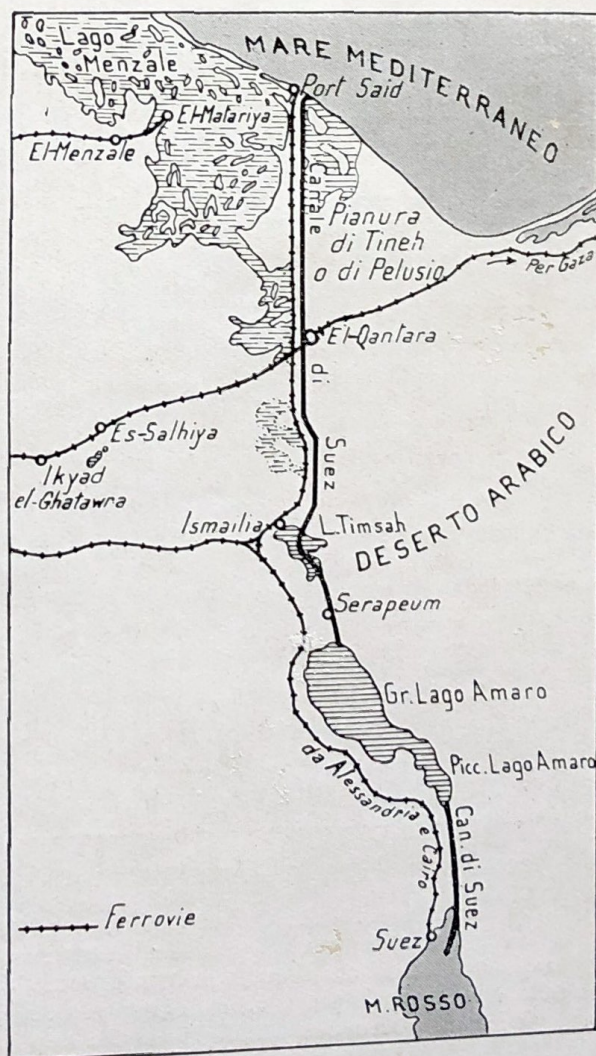 Lago
Menzale
MARE MEDITERRANEO
Port Said
El-Matariya
El-Menzale
Canale
di
Suez
Pianura
di Tineh
o di Pelusio
Per Gaza
El-Qantara
Es-Salhiya
Ikyad
el-Ghatawra
Ismailia
L.Timsah
DESERTO ARABICO
Serapeum
Gr. Lago Amaro
Picc. Lago Amaro
da Alessandria e Cairo
Can. di Suez
Ferrovie
Suez
M. ROSSO